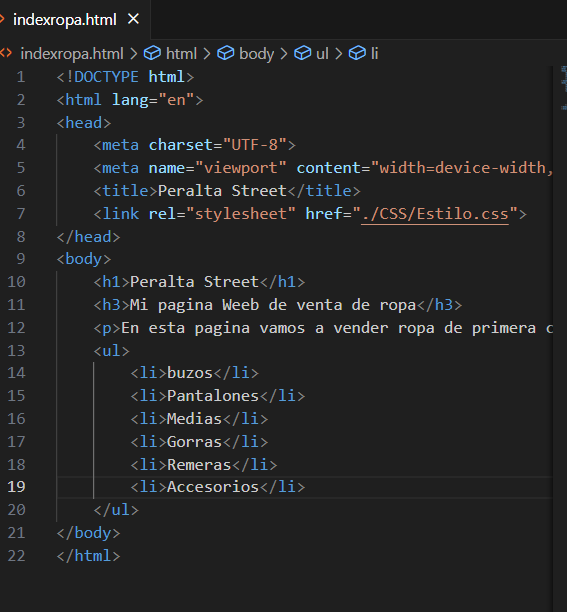 indexropa.html ×
<> indexropa.html > html > body > ul > li
1 <!DOCTYPE html>
2 <html lang="en">
3 <head>
4 <meta charset="UTF-8">
5 <meta name="viewport" content="width=device-width,
6 <title>Peralta Street</title>
7 <link rel="stylesheet" href="./CSS/Estilo.css">
8 </head>
9 <body>
10 <h1>Peralta Street</h1>
11 <h3>Mi pagina Weeb de venta de ropa</h3>
12 <p>En esta pagina vamos a vender ropa de primera c
13 <ul>
14 <li>buzos</li>
15 <li>Pantalones</li>
16 <li>Medias</li>
17 <li>Gorras</li>
18 <li>Remeras</li>
19 <li>Accesorios</li>
20 </ul>
21 </body>
22 </html>